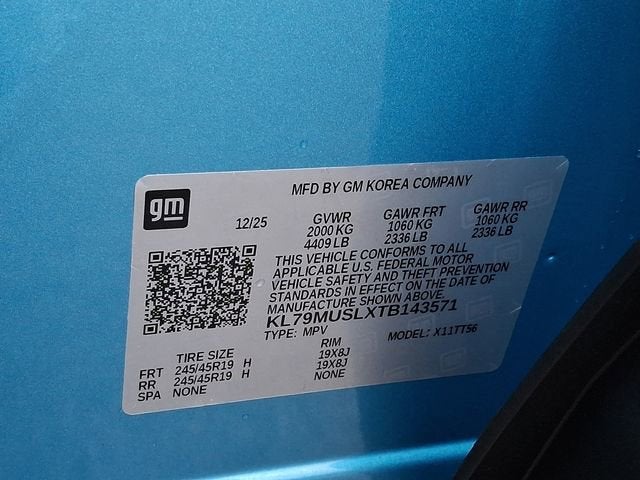 gm
MFD BY GM KOREA COMPANY
12/25 GVWR GAWR FRT GAWR RR
2000 KG 1060 KG 1060 KG
4409 LB 2336 LB 2336 LB
THIS VEHICLE CONFORMS TO ALL
APPLICABLE U.S. FEDERAL MOTOR
VEHICLE SAFETY AND THEFT PREVENTION
STANDARDS IN EFFECT ON THE DATE OF
MANUFACTURE SHOWN ABOVE.
KL79MUSLXTB143571
TYPE: MPV MODEL: X11TT56
TIRE SIZE RIM
FRT 245/45R19 H 19X8J
RR 245/45R19 H 19X8J
SPA NONE NONE